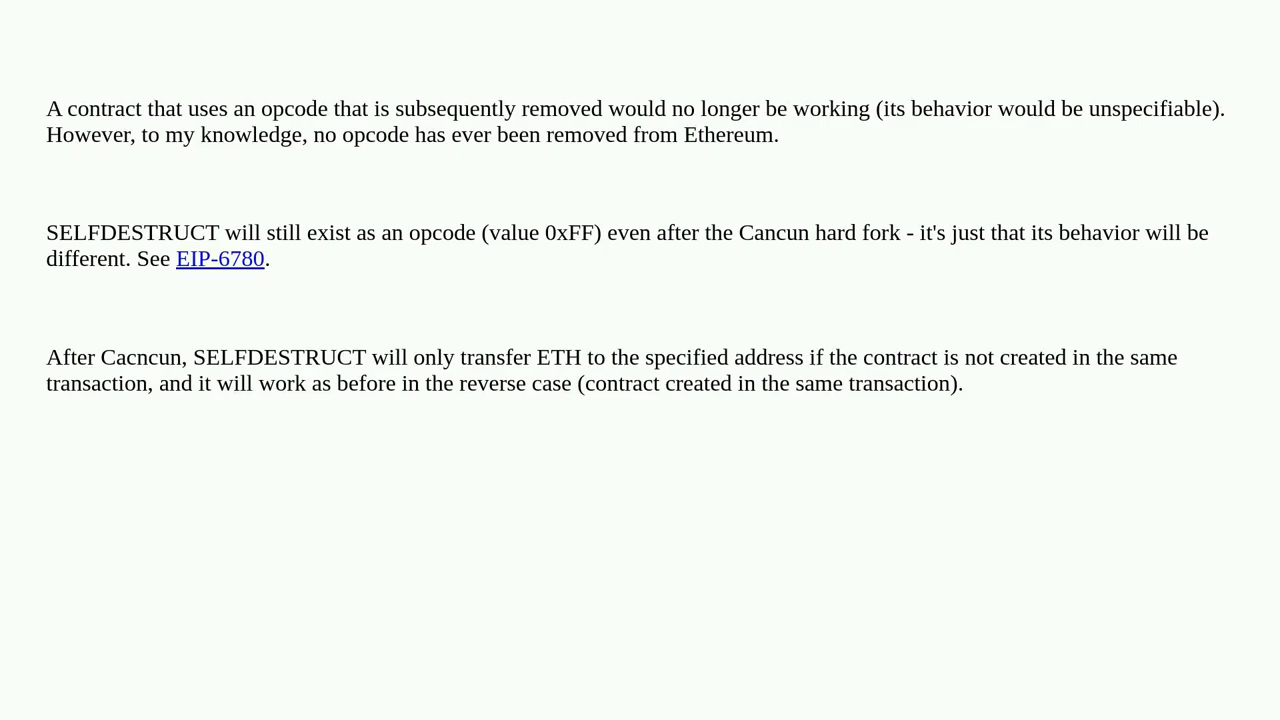 A contract that uses an opcode that is subsequently removed would no longer be working (its behavior would be unspecifiable).
However, to my knowledge, no opcode has ever been removed from Ethereum.
SELFDESTRUCT will still exist as an opcode (value 0xFF) even after the Cancun hard fork - it's just that its behavior will be
different. See EIP-6780.
After Cacncun, SELFDESTRUCT will only transfer ETH to the specified address if the contract is not created in the same
transaction, and it will work as before in the reverse case (contract created in the same transaction).